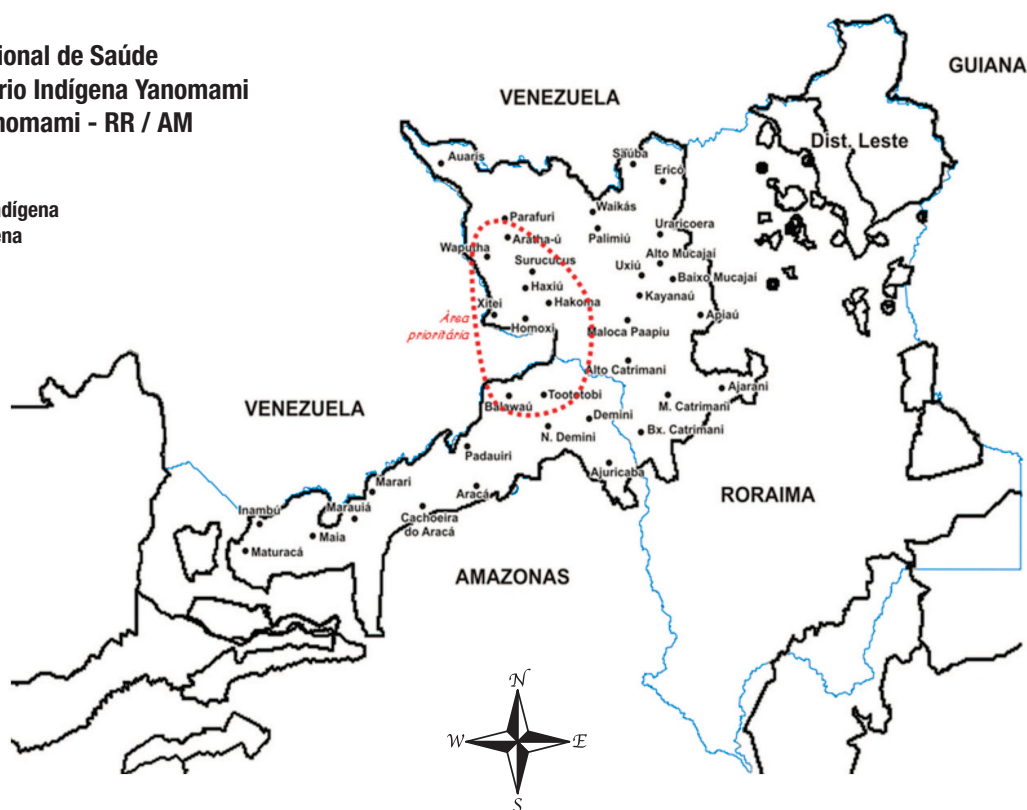 ional de Saúde
rio Indígena Yanomami
nomami - RR / AM
ndígena
ena
GUIANA
VENEZUELA
Dist. Leste
Auaris
Saúba
Ericó
Waikás
Parafuri
Palimiú
Uraricoera
Aratha-ú
Waputha
Surucucus
Alto Mucajaí
Uxiú
Baixo Mucajaí
Haxiú
Hakoma
Kayanaú
Xitei
Homoxi
Apiaú
Área
prioritária
Maloca Paapiu
Alto Catrimani
Ajarani
VENEZUELA
Balawaú
Toototobi
M. Catrimani
Demini
N. Demini
Bx. Catrimani
Padauiri
Ajuricaba
Marari
Aracá
RORAIMA
Inambú
Marauiá
Cachoeira
do Aracá
Maia
Maturacá
AMAZONAS
N
W
E
S